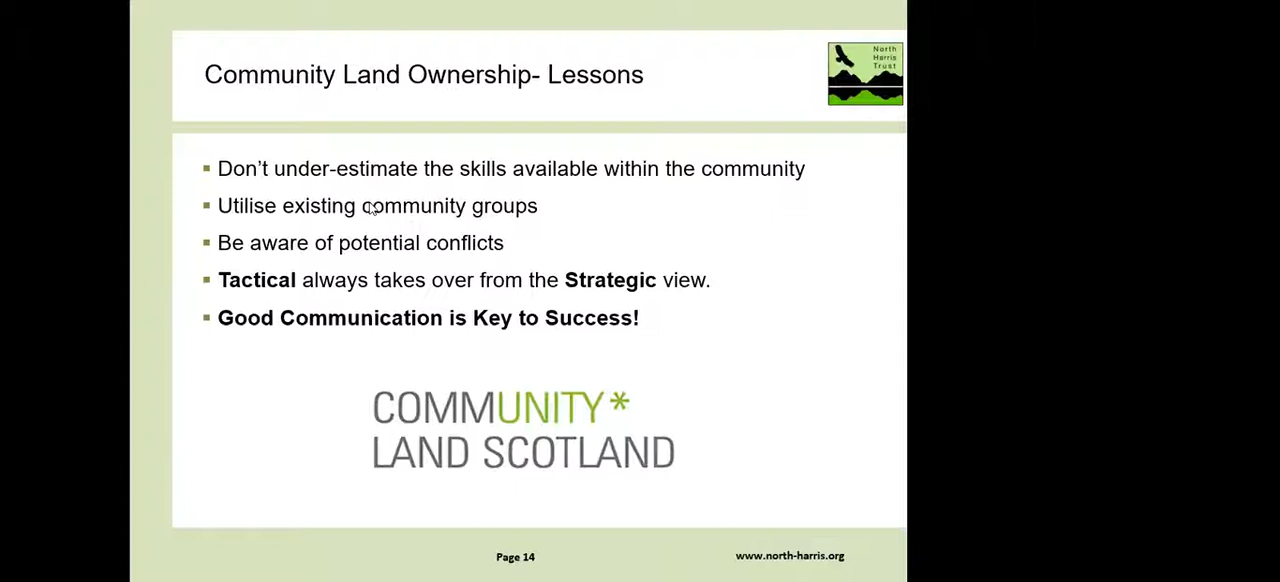 Community Land Ownership- Lessons
North
Harris
Trust
Don’t under-estimate the skills available within the community
Utilise existing community groups
Be aware of potential conflicts
Tactical always takes over from the Strategic view.
Good Communication is Key to Success!
COMMUNITY*
LAND SCOTLAND
Page 14
www.north-harris.org